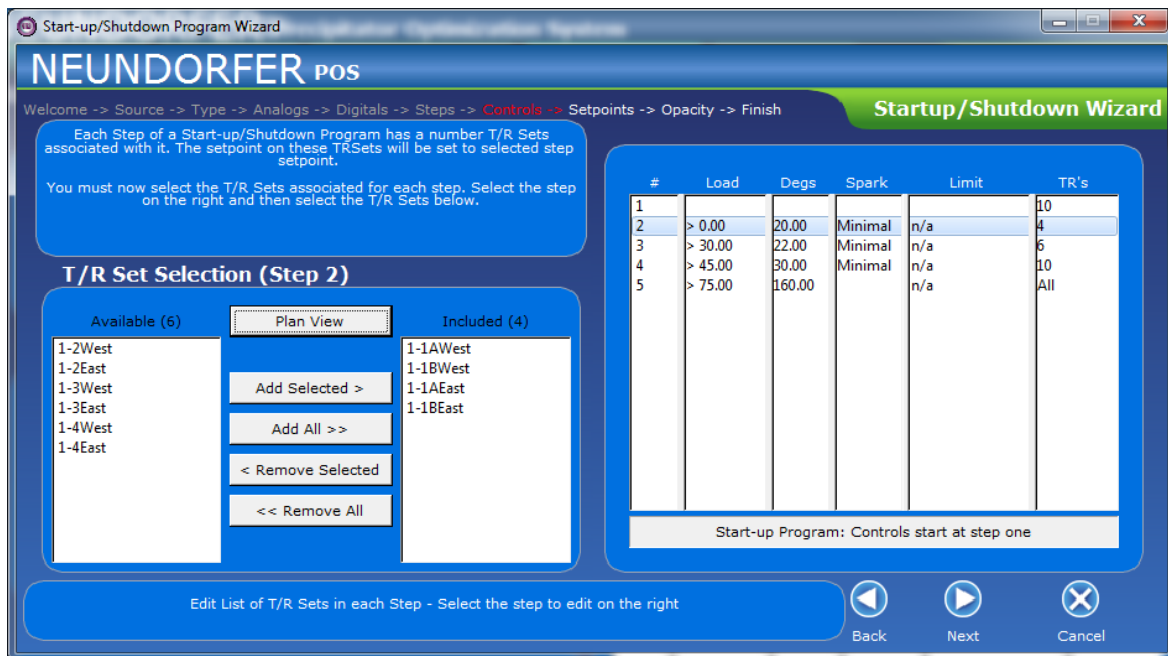 Start-up/Shutdown Program Wizard
NEUNDORFER POS
Welcome -> Source -> Type -> Analogs -> Digitals -> Steps -> Controls -> Setpoints -> Opacity -> Finish
Startup/Shutdown Wizard
Each Step of a Start-up/Shutdown Program has a number T/R Sets
associated with it. The setpoint on these TRSets will be set to selected step
setpoint.
You must now select the T/R Sets associated for each step. Select the step
on the right and then select the T/R Sets below.
T/R Set Selection (Step 2)
Available (6)
1-2West
1-2East
1-3West
1-3East
1-4West
1-4East
Plan View
Add Selected >
Add All >>
< Remove Selected
<< Remove All
Included (4)
1-1AWest
1-1BWest
1-1AEast
1-1BEast
# Load Degs Spark Limit TR's
1 10
2 > 0.00 20.00 Minimal n/a 4
3 > 30.00 22.00 Minimal n/a 6
4 > 45.00 30.00 Minimal n/a 10
5 > 75.00 160.00 n/a All
Start-up Program: Controls start at step one
Edit List of T/R Sets in each Step - Select the step to edit on the right
Back
Next
Cancel